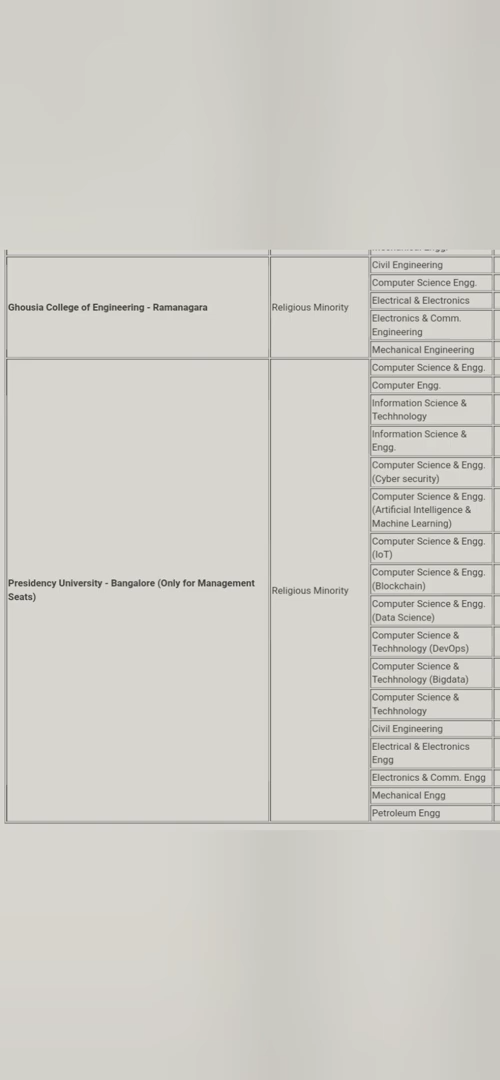 Ghousia College of Engineering - Ramanagara
Religious Minority
Civil Engineering
Computer Science Engg.
Electrical & Electronics
Electronics & Comm.
Engineering
Mechanical Engineering
Presidency University - Bangalore (Only for Management
Seats)
Religious Minority
Computer Science & Engg.
Computer Engg.
Information Science &
Techhnology
Information Science &
Engg.
Computer Science & Engg.
(Cyber security)
Computer Science & Engg.
(Artificial Intelligence &
Machine Learning)
Computer Science & Engg.
(IoT)
Computer Science & Engg.
(Blockchain)
Computer Science & Engg.
(Data Science)
Computer Science &
Techhnology (DevOps)
Computer Science &
Techhnology (Bigdata)
Computer Science &
Techhnology
Civil Engineering
Electrical & Electronics
Engg
Electronics & Comm. Engg
Mechanical Engg
Petroleum Engg